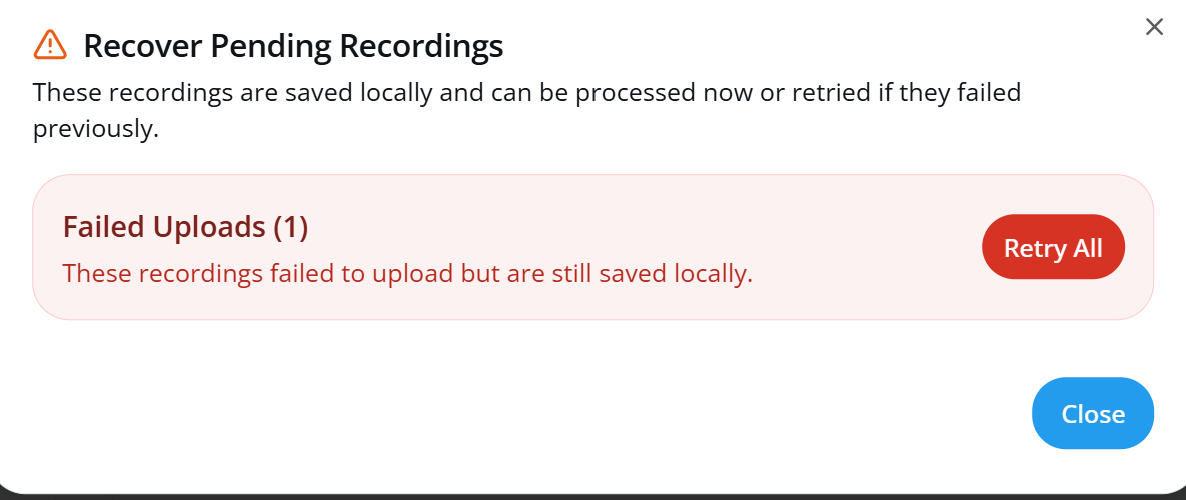 Recover Pending Recordings
These recordings are saved locally and can be processed now or retried if they failed
previously.
Failed Uploads (1)
These recordings failed to upload but are still saved locally.
Retry All
Close